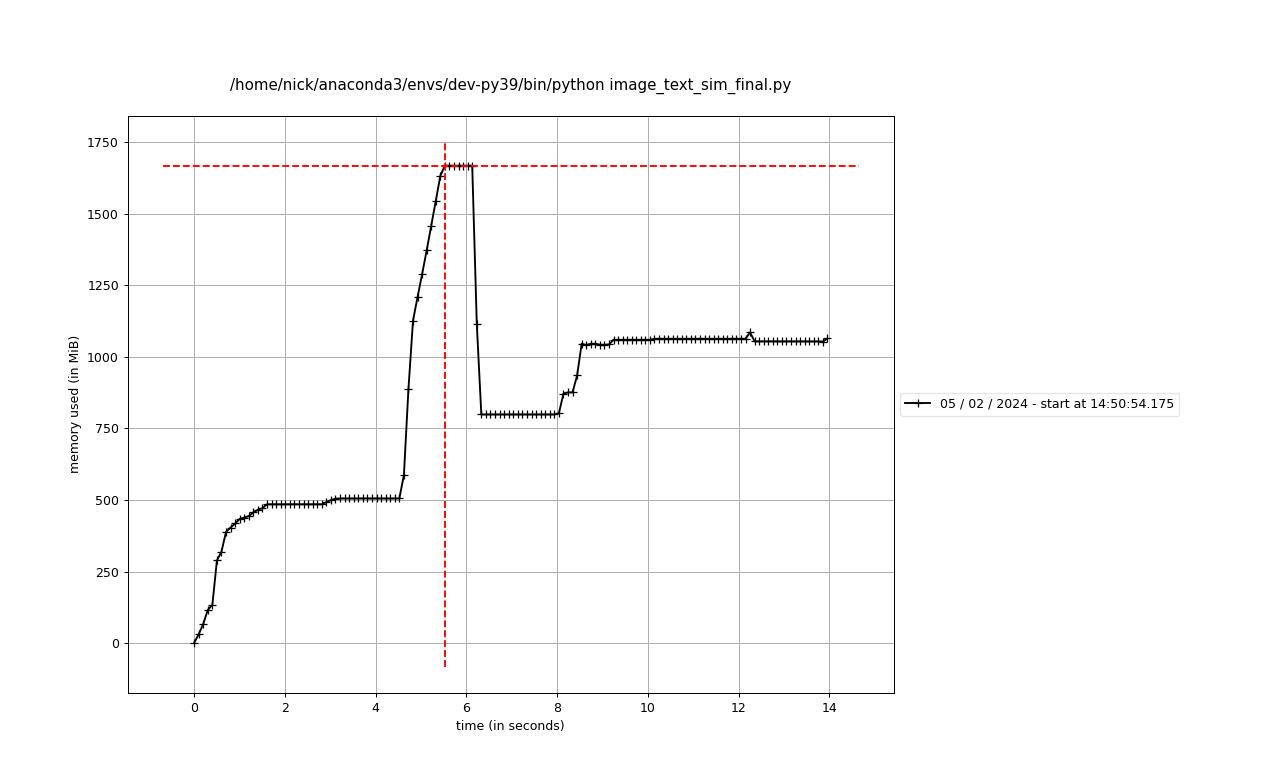 /home/nick/anaconda3/envs/dev-py39/bin/python image_text_sim_final.py
1750
1500
1250
1000
750
500
250
0
memory used (in MiB)
0 2 4 6 8 10 12 14
time (in seconds)
05 / 02 / 2024 - start at 14:50:54.175